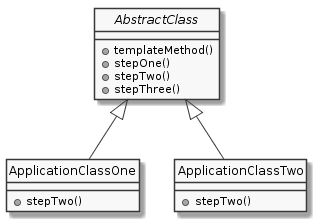 AbstractClass
templateMethod()
stepOne()
stepTwo()
stepThree()
ApplicationClassOne
stepTwo()
ApplicationClassTwo
stepTwo()